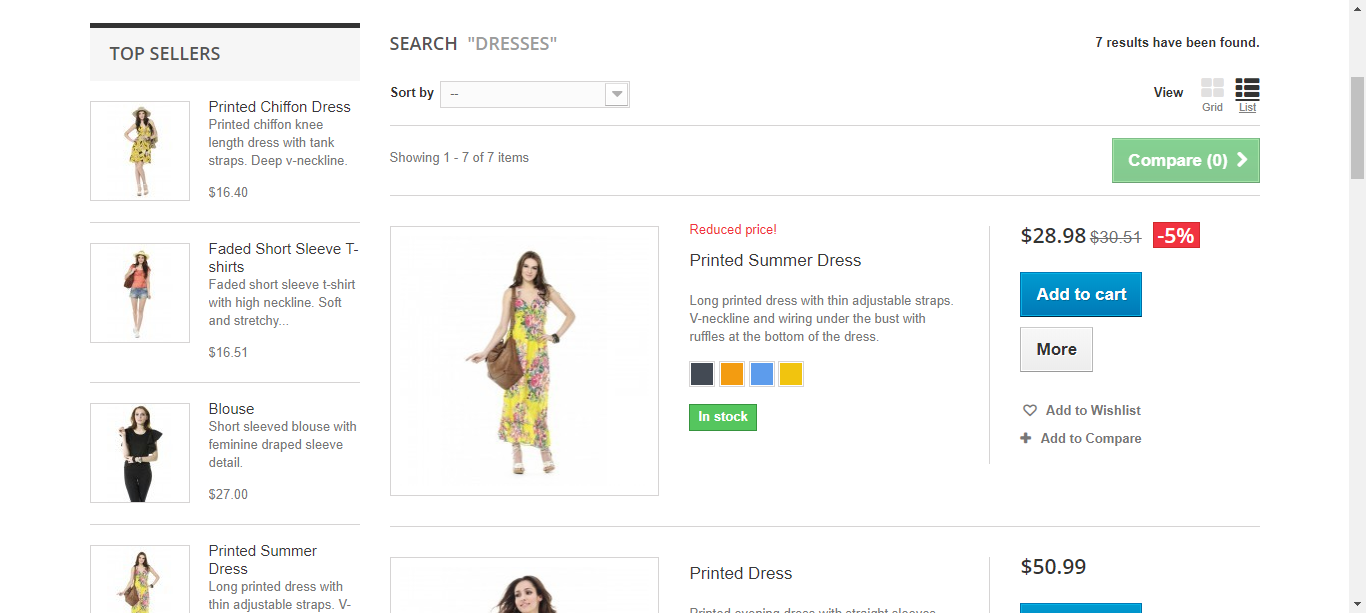 TOP SELLERS
Printed Chiffon Dress
Printed chiffon knee
length dress with tank
straps. Deep v-neckline.
$16.40
Faded Short Sleeve T-
shirts
Faded short sleeve t-shirt
with high neckline. Soft
and stretchy...
$16.51
Blouse
Short sleeved blouse with
feminine draped sleeve
detail.
$27.00
Printed Summer
Dress
Long printed dress with
thin adjustable straps. V-
SEARCH "DRESSES"
7 results have been found.
Sort by --
View
Grid
List
Showing 1 - 7 of 7 items
Compare (0)
Reduced price!
Printed Summer Dress
Long printed dress with thin adjustable straps.
V-neckline and wiring under the bust with
ruffles at the bottom of the dress.
In stock
$28.98 $30.51 -5%
Add to cart
More
Add to Wishlist
Add to Compare
Printed Dress
Printed evening dress with straight sleeves
$50.99